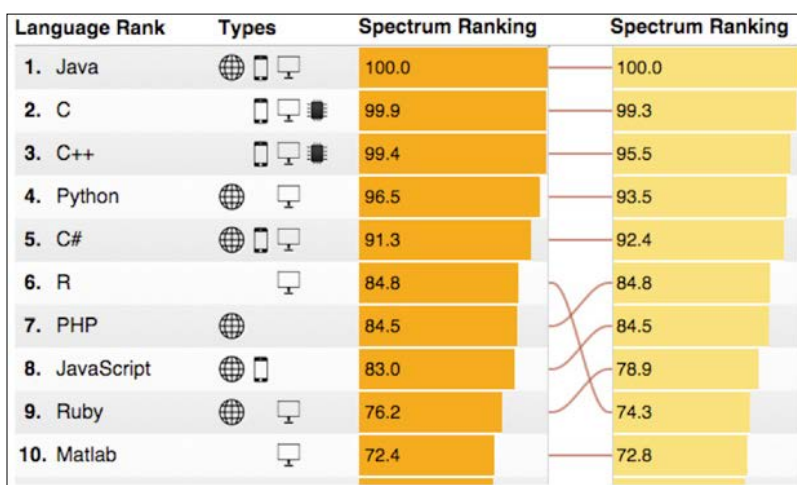 Language Rank Types Spectrum Ranking Spectrum Ranking
1. Java 100.0 100.0
2. C 99.9 99.3
3. C++ 99.4 95.5
4. Python 96.5 93.5
5. C# 91.3 92.4
6. R 84.8 84.8
7. PHP 84.5 84.5
8. JavaScript 83.0 78.9
9. Ruby 76.2 74.3
10. Matlab 72.4 72.8